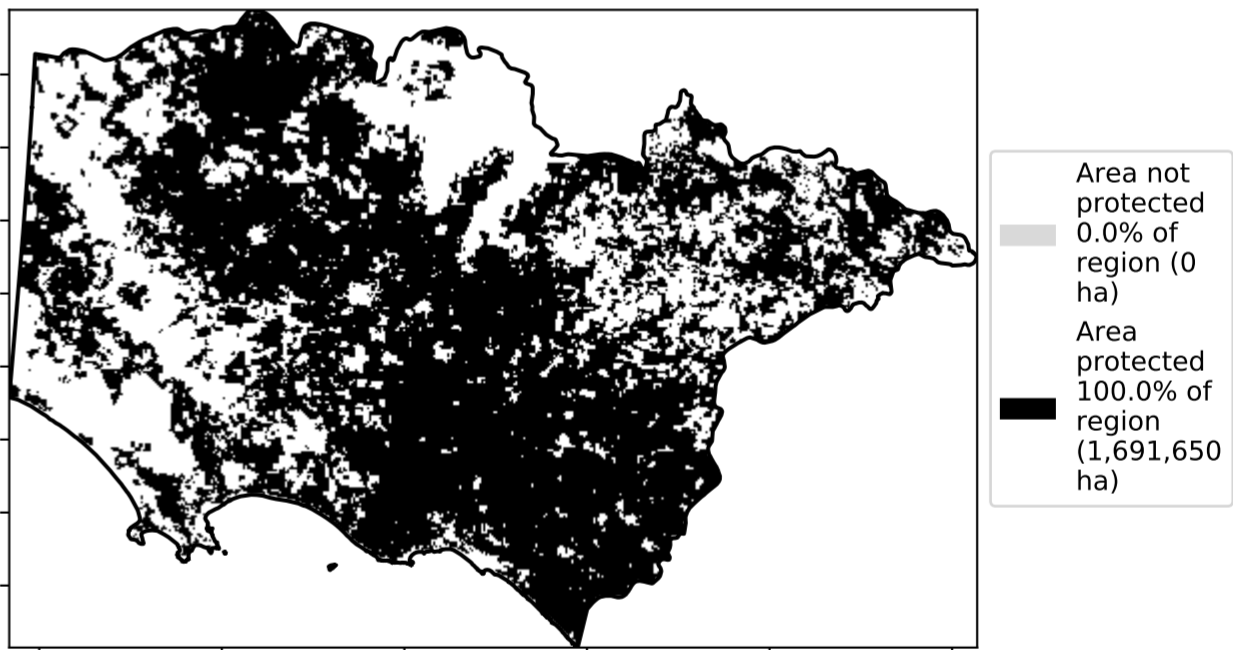 Area not
protected
0.0% of
region (0
ha)
Area
protected
100.0% of
region
(1,691,650
ha)